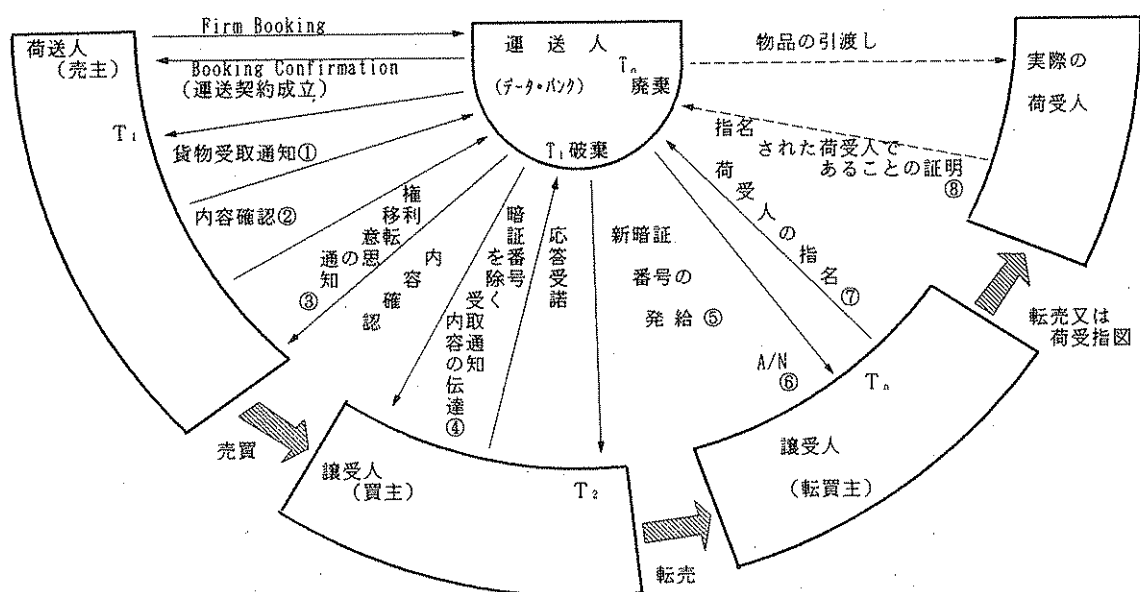 Firm Booking
荷送人
(売主)
Booking Confirmation
(運送契約成立)
T₁
貨物受取通知①
内容確認②
権利移転の意思通知
③
内容確認
運送人
(データ・バンク)
Tₙ
廃棄
T₁破棄
暗証番号を除く
受取通知
内容の伝達④
応答受諾
新暗証
番号の
発給⑤
A/N
⑥
荷受人の指名⑦
物品の引渡し
指名
された荷受人で
あることの証明
⑧
実際の
荷受人
売買
譲受人
(買主)
T₂
転売
譲受人
(転買主)
Tₙ
転売又は
荷受指図